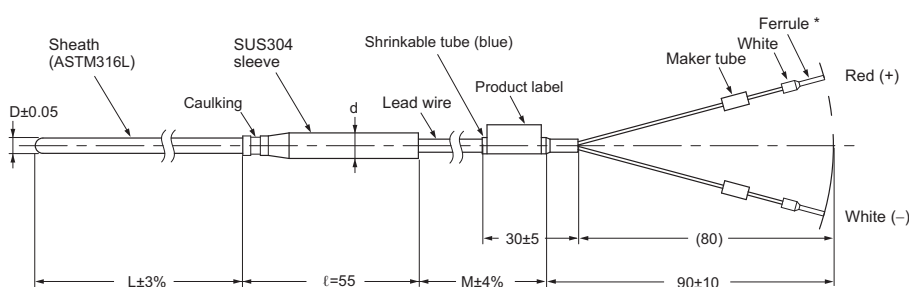 Ferrule *
White
Maker tube
Red (+)
Sheath
(ASTM316L)
SUS304
sleeve
Shrinkable tube (blue)
Product label
Caulking
d
Lead wire
D±0.05
White (−)
30±5
(80)
L±3%
ℓ=55
M±4%
90±10